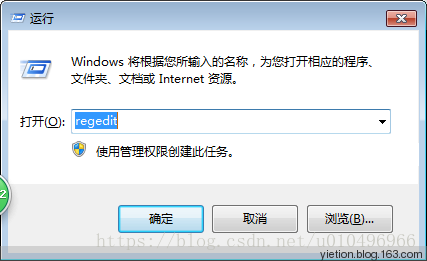 运行
Windows 将根据您所输入的名称，为您打开相应的程序、
文件夹、文档或 Internet 资源。
打开(O):
regedit
使用管理权限创建此任务。
确定
取消
浏览(B)...
2
https://blog.csdn.net/u010496966
yietion.blog.163.com